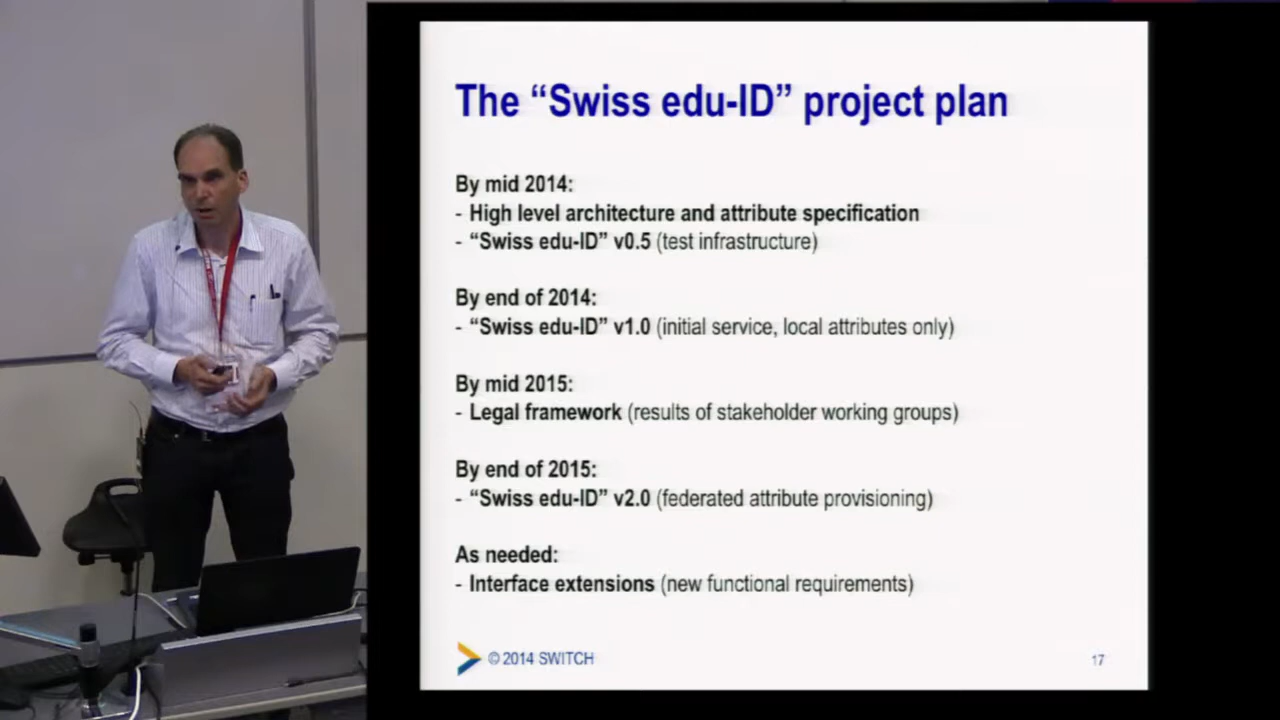 The “Swiss edu-ID” project plan
By mid 2014:
- High level architecture and attribute specification
- “Swiss edu-ID” v0.5 (test infrastructure)
By end of 2014:
- “Swiss edu-ID” v1.0 (initial service, local attributes only)
By mid 2015:
- Legal framework (results of stakeholder working groups)
By end of 2015:
- “Swiss edu-ID” v2.0 (federated attribute provisioning)
As needed:
- Interface extensions (new functional requirements)
© 2014 SWITCH
17